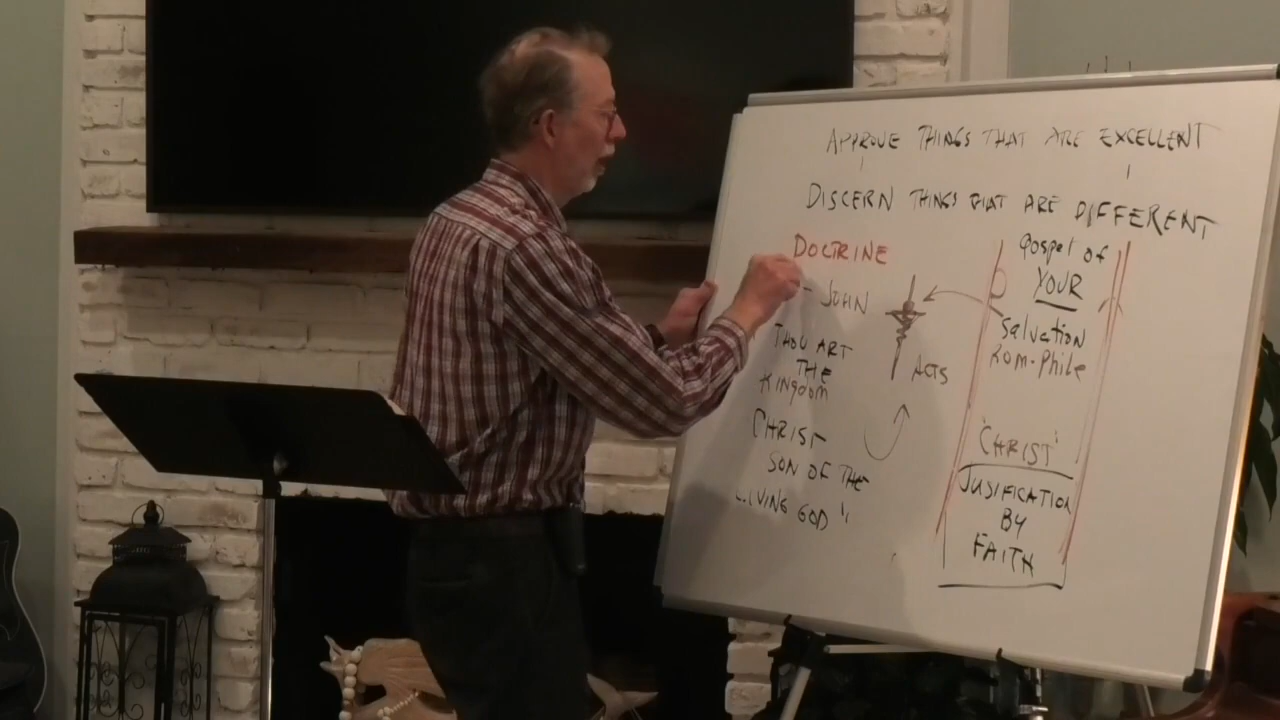 APPROVE THINGS THAT ARE EXCELLENT
DISCERN THINGS THAT ARE DIFFERENT
DOCTRINE
- JOHN
THOU ART
THE
KINGDOM
CHRIST
SON OF THE
LIVING GOD"
ACTS
Gospel of
YOUR
Salvation
Rom-Phile
'CHRIST'
JUSIFICATION
BY
FAITH